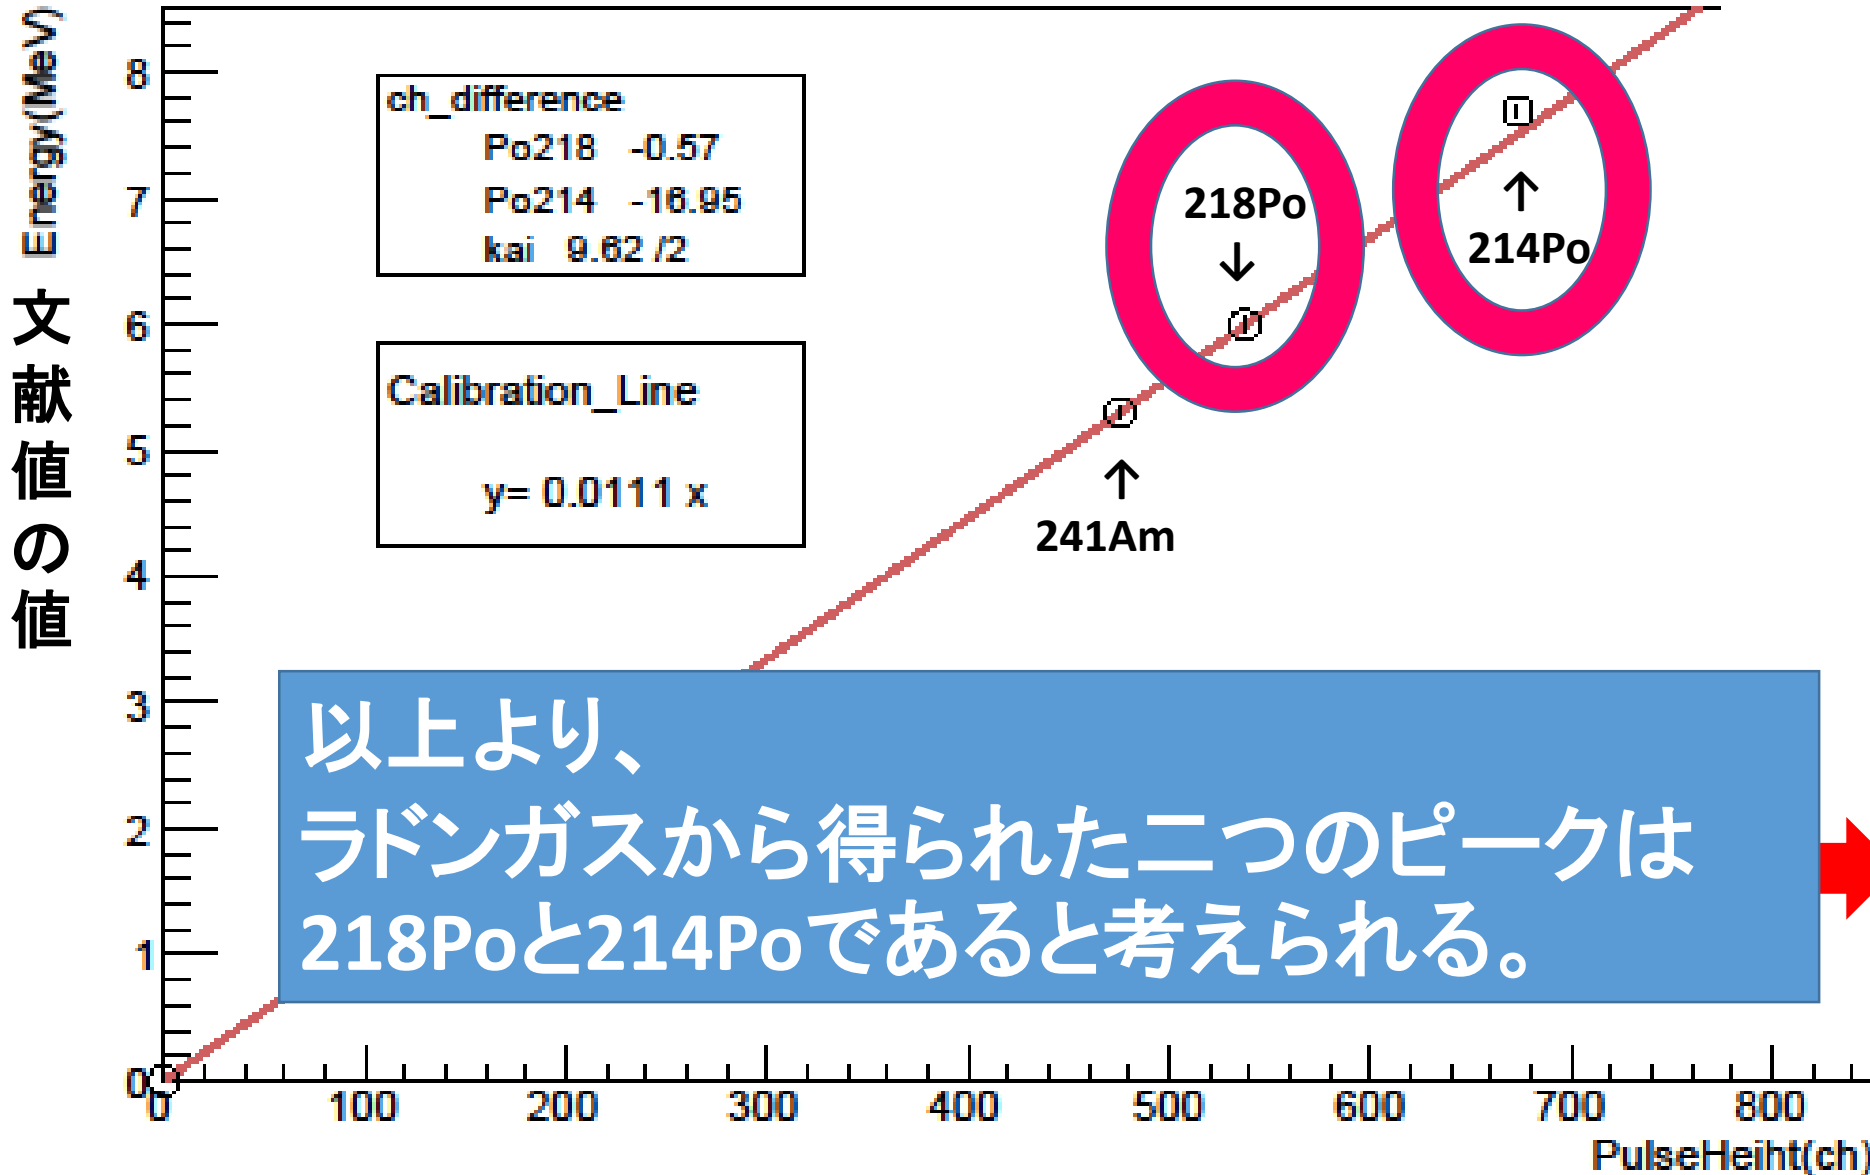 Energy(MeV)
文献値の値
8
7
6
5
4
3
2
1
0
ch_difference
Po218 -0.57
Po214 -16.95
kai 9.62 /2
Calibration_Line
y= 0.0111 x
218Po
↓
↑
214Po
↑
241Am
以上より、
ラドンガスから得られた二つのピークは
218Poと214Poであると考えられる。
0 100 200 300 400 500 600 700 800
PulseHeiht(ch)